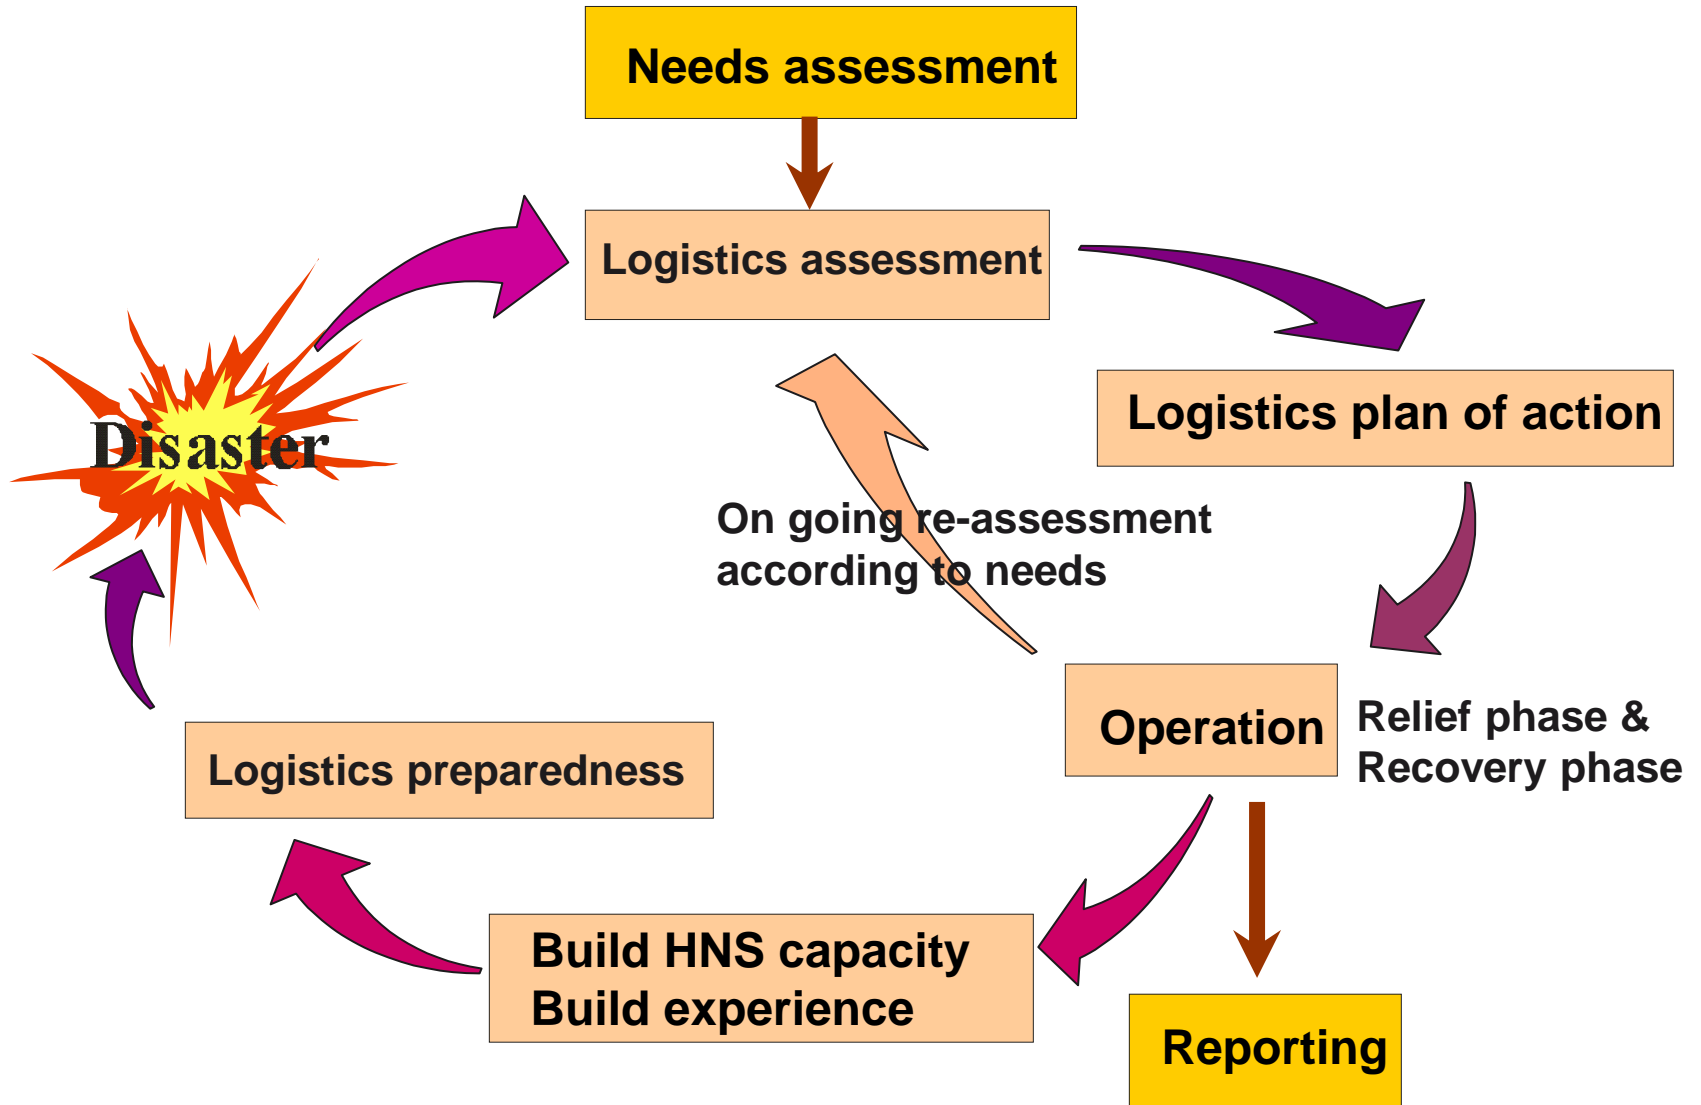 Needs assessment
Logistics assessment
Disaster
Logistics plan of action
On going re-assessment
according to needs
Operation
Relief phase &
Recovery phase
Logistics preparedness
Build HNS capacity
Build experience
Reporting